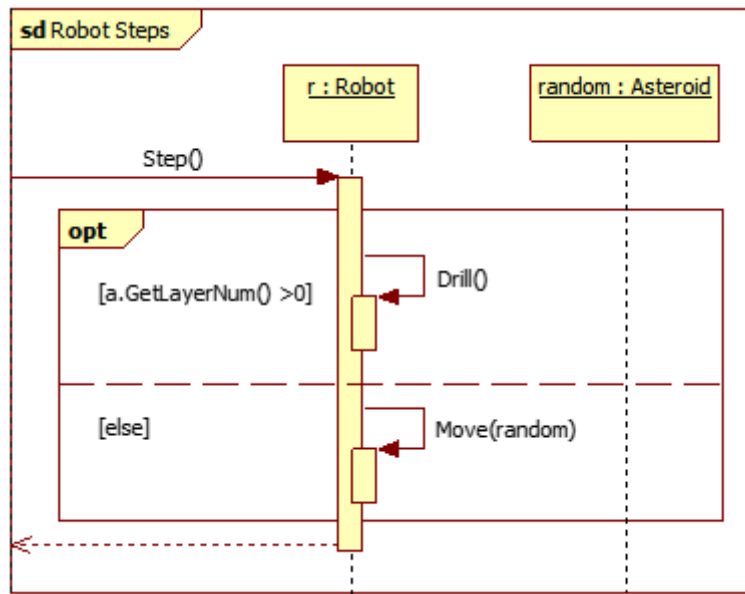 sd Robot Steps
r : Robot
random : Asteroid
Step()
opt
[a.GetLayerNum() >0]
Drill()
[else]
Move(random)